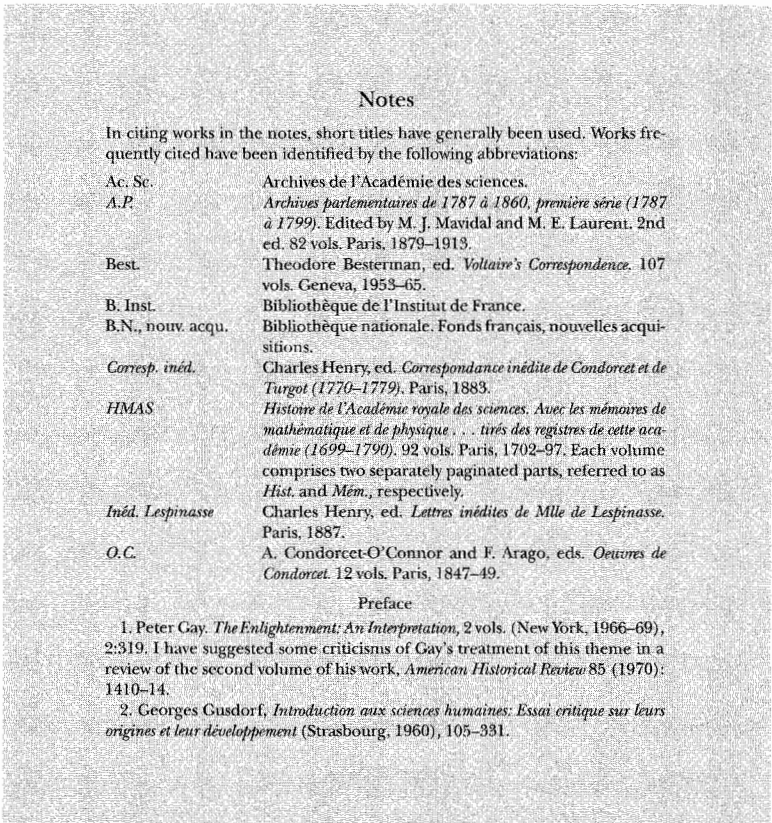 Notes
In citing works in the notes, short titles have generally been used. Works fre-
quently cited have been identified by the following abbreviations:
Ac. Sc. Archives de l'Académie des sciences.
A.P. Archives parlementaires de 1787 à 1860, première série (1787
à 1799). Edited by M. J. Mavidal and M. E. Laurent. 2nd
ed. 82 vols. Paris, 1879–1913.
Best. Theodore Besterman, ed. Voltaire's Correspondence. 107
vols. Geneva, 1953–65.
B. Inst. Bibliothèque de l'Institut de France.
B.N., nouv. acqu. Bibliothèque nationale. Fonds français, nouvelles acqui-
sitions.
Corresp. inéd. Charles Henry, ed. Correspondance inédite de Condorcet et de
Turgot (1770–1779). Paris, 1883.
HMAS Histoire de l'Académie royale des sciences. Avec les mémoires de
mathématique et de physique . . . tirés des registres de cette aca-
démie (1699–1790). 92 vols. Paris, 1702–97. Each volume
comprises two separately paginated parts, referred to as
Hist. and Mém., respectively.
Inéd. Lespinasse Charles Henry, ed. Lettres inédites de Mlle de Lespinasse.
Paris, 1887.
O.C. A. Condorcet-O'Connor and F. Arago, eds. Oeuvres de
Condorcet. 12 vols. Paris, 1847–49.
Preface
1. Peter Gay. The Enlightenment: An Interpretation, 2 vols. (New York, 1966–69),
2:319. I have suggested some criticisms of Gay's treatment of this theme in a
review of the second volume of his work, American Historical Review 85 (1970):
1410–14.
2. Georges Gusdorf, Introduction aux sciences humaines: Essai critique sur leurs
origines et leur développement (Strasbourg, 1960), 105–331.